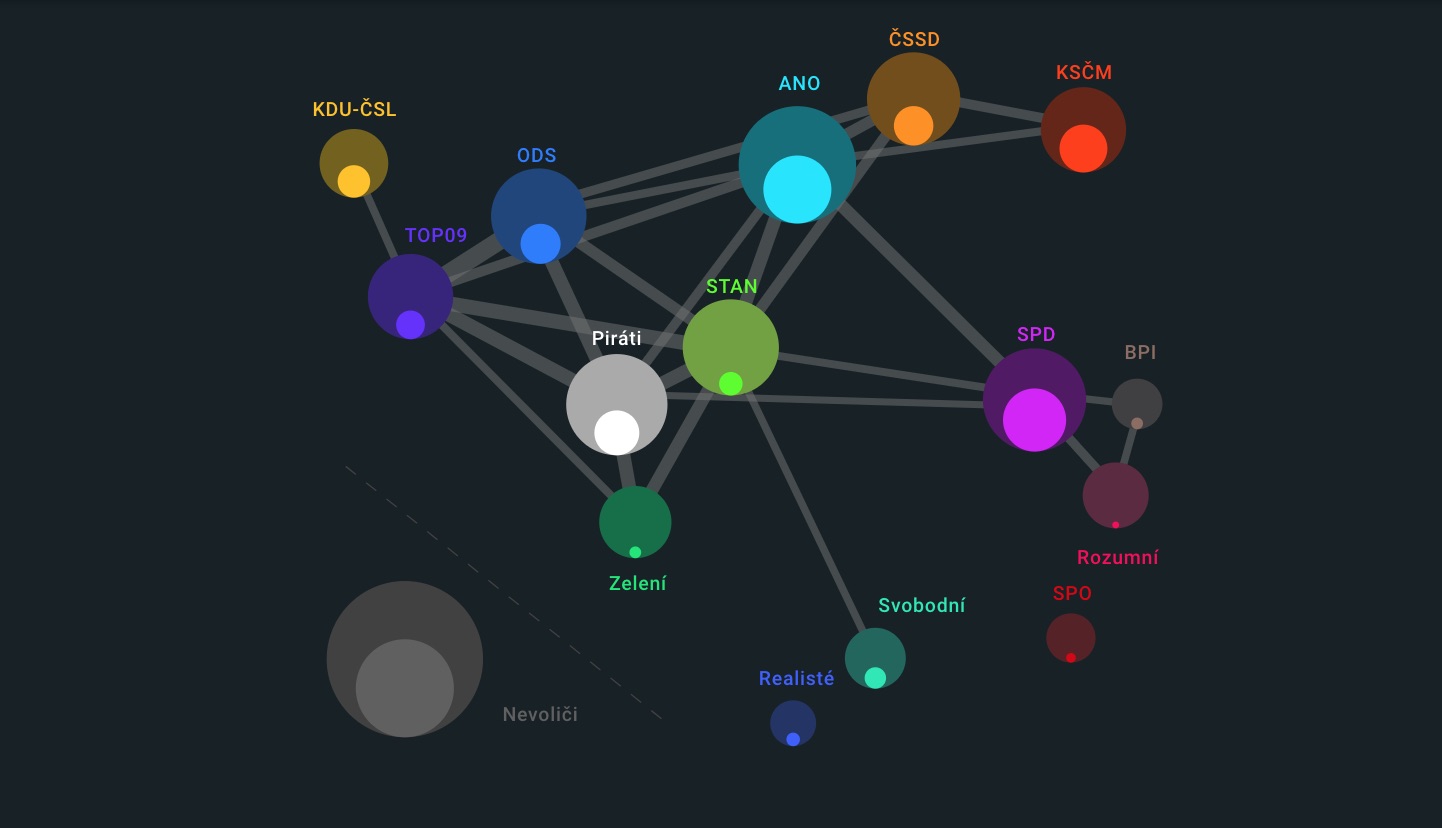 ČSSD
KSČM
ANO
KDU-ČSL
ODS
TOP09
STAN
Piráti
SPD
BPI
Rozumní
Zelení
SPO
Svobodní
Realisté
Nevoliči